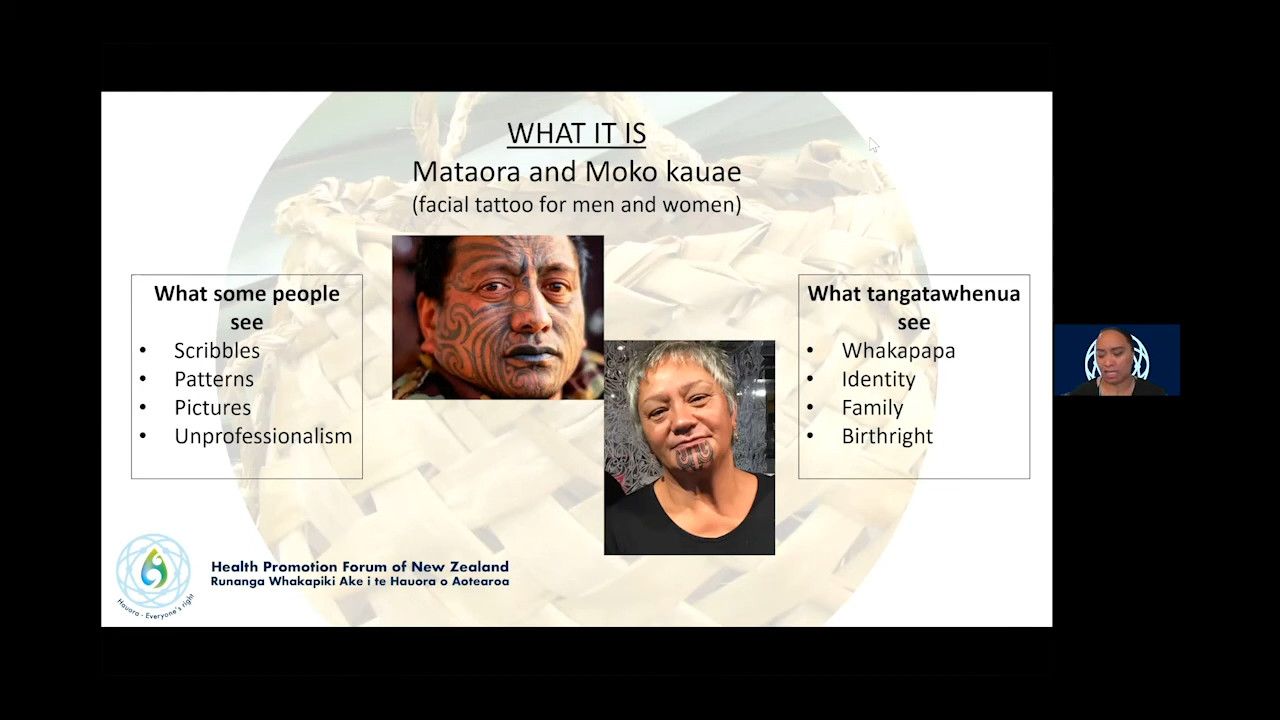 WHAT IT IS
Mataora and Moko kauae
(facial tattoo for men and women)
What some people
see
• Scribbles
• Patterns
• Pictures
• Unprofessionalism
What tangatawhenua
see
• Whakapapa
• Identity
• Family
• Birthright
Health Promotion Forum of New Zealand
Runanga Whakapiki Ake i te Hauora o Aotearoa
Hauora - Everyone's right